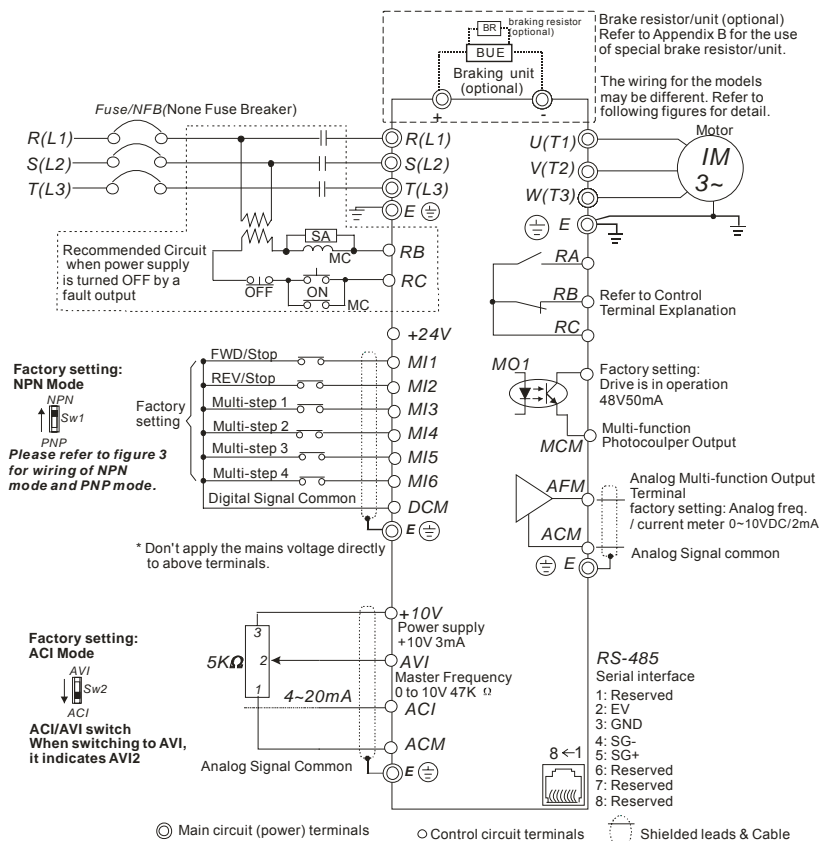 BR
braking resistor
(optional)
BUE
Braking unit
(optional)
+
-
Brake resistor/unit (optional)
Refer to Appendix B for the use
of special brake resistor/unit.
The wiring for the models
may be different. Refer to
following figures for detail.
Fuse/NFB(None Fuse Breaker)
R(L1)
S(L2)
T(L3)
R(L1)
S(L2)
T(L3)
E
U(T1)
V(T2)
W(T3)
E
Motor
IM
3~
Recommended Circuit
when power supply
is turned OFF by a
fault output
SA
MC
OFF
ON
MC
RB
RC
RA
RB
RC
Refer to Control
Terminal Explanation
+24V
Factory setting:
NPN Mode
NPN
Sw1
PNP
Please refer to figure 3
for wiring of NPN
mode and PNP mode.
Factory
setting
FWD/Stop
MI1
REV/Stop
MI2
Multi-step 1
MI3
Multi-step 2
MI4
Multi-step 3
MI5
Multi-step 4
MI6
Digital Signal Common
DCM
E
* Don't apply the mains voltage directly
to above terminals.
MO1
Factory setting:
Drive is in operation
48V50mA
Multi-function
Photocoulper Output
MCM
AFM
Analog Multi-function Output
Terminal
factory setting: Analog freq.
/ current meter 0~10VDC/2mA
ACM
Analog Signal common
E
Factory setting:
ACI Mode
AVI
Sw2
ACI
ACI/AVI switch
When switching to AVI,
it indicates AVI2
5KΩ
3
2
1
+10V
Power supply
+10V 3mA
AVI
Master Frequency
0 to 10V 47K Ω
4~20mA
ACI
ACM
Analog Signal Common
E
RS-485
Serial interface
1: Reserved
2: EV
3: GND
4: SG-
5: SG+
6: Reserved
7: Reserved
8: Reserved
8←1
Main circuit (power) terminals
Control circuit terminals
Shielded leads & Cable